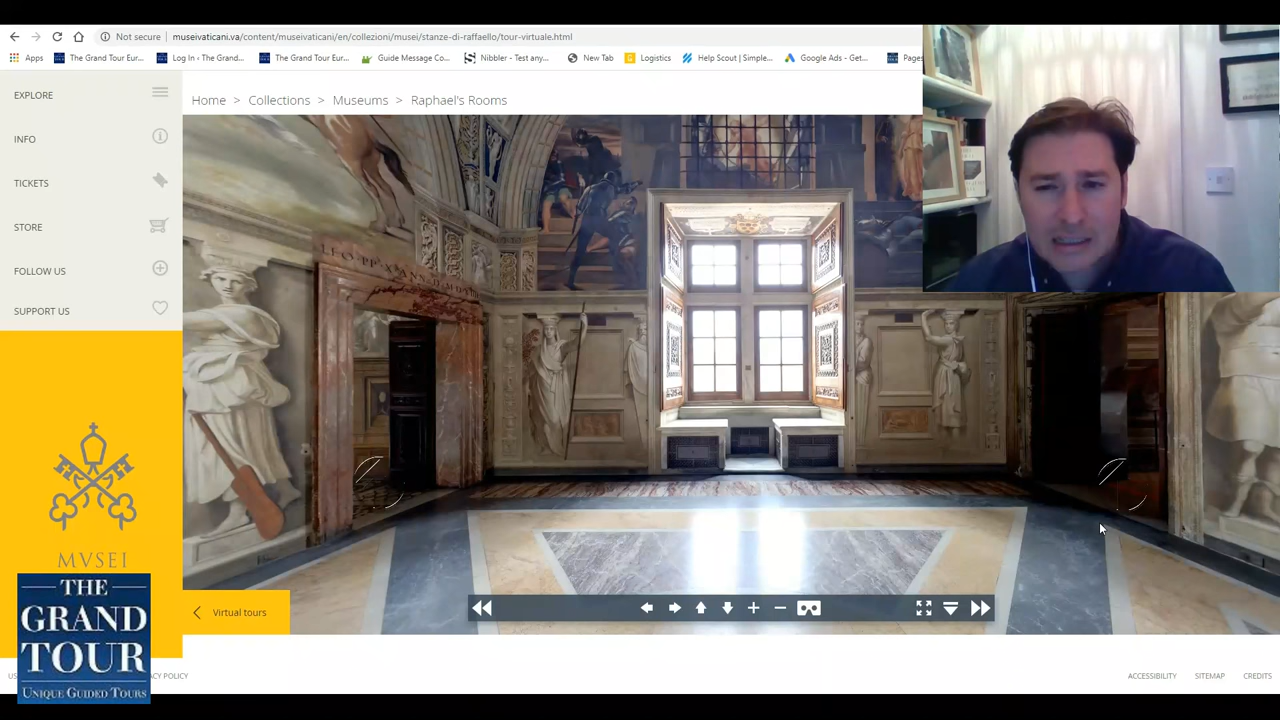 Not secure
museivaticani.va/content/museivaticani/en/collezioni/musei/stanze-di-raffaello/tour-virtuale.html
Apps
The Grand Tour Eur...
Log In ‹ The Grand...
The Grand Tour Eur...
Guide Message Co...
Nibbler - Test any...
New Tab
Logistics
Help Scout | Simple...
Google Ads - Get...
Pages
EXPLORE
Home > Collections > Museums > Raphael's Rooms
INFO
TICKETS
STORE
FOLLOW US
SUPPORT US
MVSEI
Virtual tours
THE
GRAND
TOUR
UNIQUE GUIDED TOURS
ACY POLICY
ACCESSIBILITY
SITEMAP
CREDITS